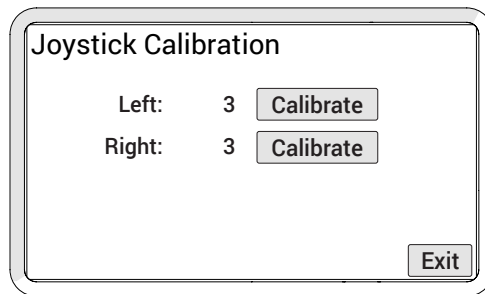 Joystick Calibration
Left: 3 Calibrate
Right: 3 Calibrate
Exit